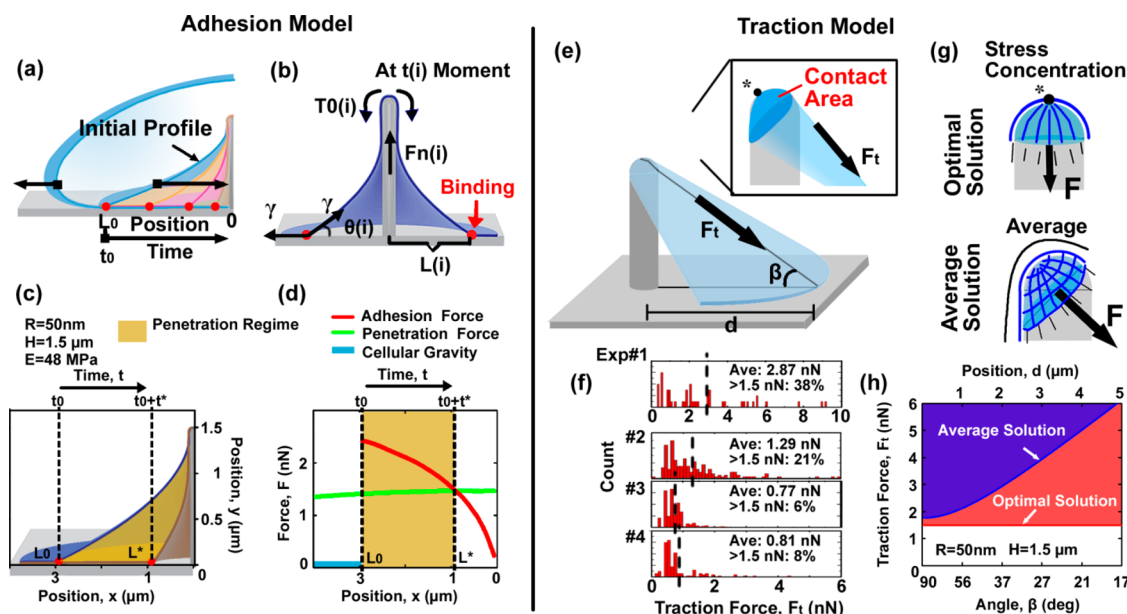 Adhesion Model
Traction Model
(a)
Initial Profile
L0
Position
0
t0
Time
(b)
At t(i) Moment
T0(i)
Fn(i)
Binding
γ
γ
θ(i)
L(i)
(c)
R=50nm
H=1.5 μm
E=48 MPa
Penetration Regime
Time, t
t0
t0+t*
1.5
1
0.5
0
Position, y (μm)
L0
L*
3
1
Position, x (μm)
(d)
Adhesion Force
Penetration Force
Cellular Gravity
Time, t
t0
t0+t*
Force, F (nN)
2
1
0
L0
L*
3
1
0
Position, x (μm)
(e)
*
Contact
Area
Ft
Ft
β
d
(f)
Exp#1
Ave: 2.87 nN
>1.5 nN: 38%
0 2 4 6 8 10
Count
#2
Ave: 1.29 nN
>1.5 nN: 21%
#3
Ave: 0.77 nN
>1.5 nN: 6%
#4
Ave: 0.81 nN
>1.5 nN: 8%
0 2 4 6
Traction Force, Ft (nN)
(g)
Stress
Concentration
*
Optimal
Solution
F
Average
Average
Solution
F
(h)
Position, d (μm)
1 2 3 4 5
Traction Force, Ft (nN)
6
5
4
3
2
1
0
Average Solution
Optimal Solution
R=50nm H=1.5 μm
90 56 37 27 21 17
Angle, β (deg)